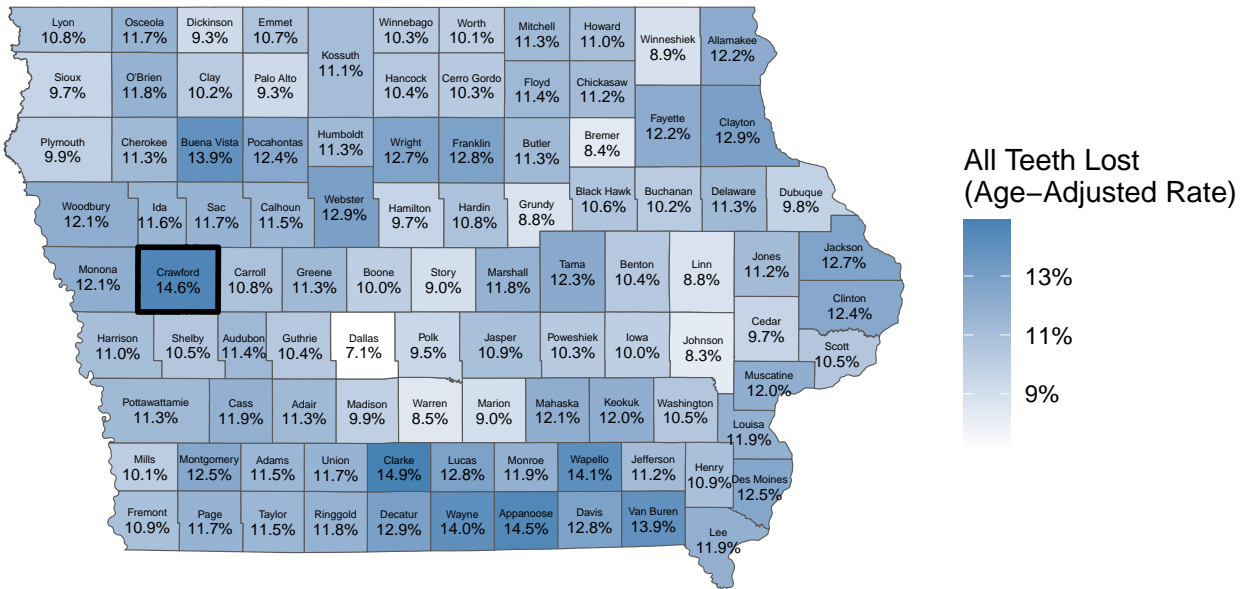 Lyon
10.8%
Osceola
11.7%
Dickinson
9.3%
Emmet
10.7%
Kossuth
11.1%
Winnebago
10.3%
Worth
10.1%
Mitchell
11.3%
Howard
11.0%
Winneshiek
8.9%
Allamakee
12.2%
Sioux
9.7%
O'Brien
11.8%
Clay
10.2%
Palo Alto
9.3%
Hancock
10.4%
Cerro Gordo
10.3%
Floyd
11.4%
Chickasaw
11.2%
Fayette
12.2%
Clayton
12.9%
Plymouth
9.9%
Cherokee
11.3%
Buena Vista
13.9%
Pocahontas
12.4%
Humboldt
11.3%
Wright
12.7%
Franklin
12.8%
Butler
11.3%
Bremer
8.4%
Woodbury
12.1%
Ida
11.6%
Sac
11.7%
Calhoun
11.5%
Webster
12.9%
Hamilton
9.7%
Hardin
10.8%
Grundy
8.8%
Black Hawk
10.6%
Buchanan
10.2%
Delaware
11.3%
Dubuque
9.8%
Monona
12.1%
Crawford
14.6%
Carroll
10.8%
Greene
11.3%
Boone
10.0%
Story
9.0%
Marshall
11.8%
Tama
12.3%
Benton
10.4%
Linn
8.8%
Jones
11.2%
Jackson
12.7%
Clinton
12.4%
Harrison
11.0%
Shelby
10.5%
Audubon
11.4%
Guthrie
10.4%
Dallas
7.1%
Polk
9.5%
Jasper
10.9%
Poweshiek
10.3%
Iowa
10.0%
Johnson
8.3%
Cedar
9.7%
Scott
10.5%
Muscatine
12.0%
Pottawattamie
11.3%
Cass
11.9%
Adair
11.3%
Madison
9.9%
Warren
8.5%
Marion
9.0%
Mahaska
12.1%
Keokuk
12.0%
Washington
10.5%
Louisa
11.9%
Mills
10.1%
Montgomery
12.5%
Adams
11.5%
Union
11.7%
Clarke
14.9%
Lucas
12.8%
Monroe
11.9%
Wapello
14.1%
Jefferson
11.2%
Henry
10.9%
Des Moines
12.5%
Fremont
10.9%
Page
11.7%
Taylor
11.5%
Ringgold
11.8%
Decatur
12.9%
Wayne
14.0%
Appanoose
14.5%
Davis
12.8%
Van Buren
13.9%
Lee
11.9%
All Teeth Lost
(Age−Adjusted Rate)
13%
11%
9%